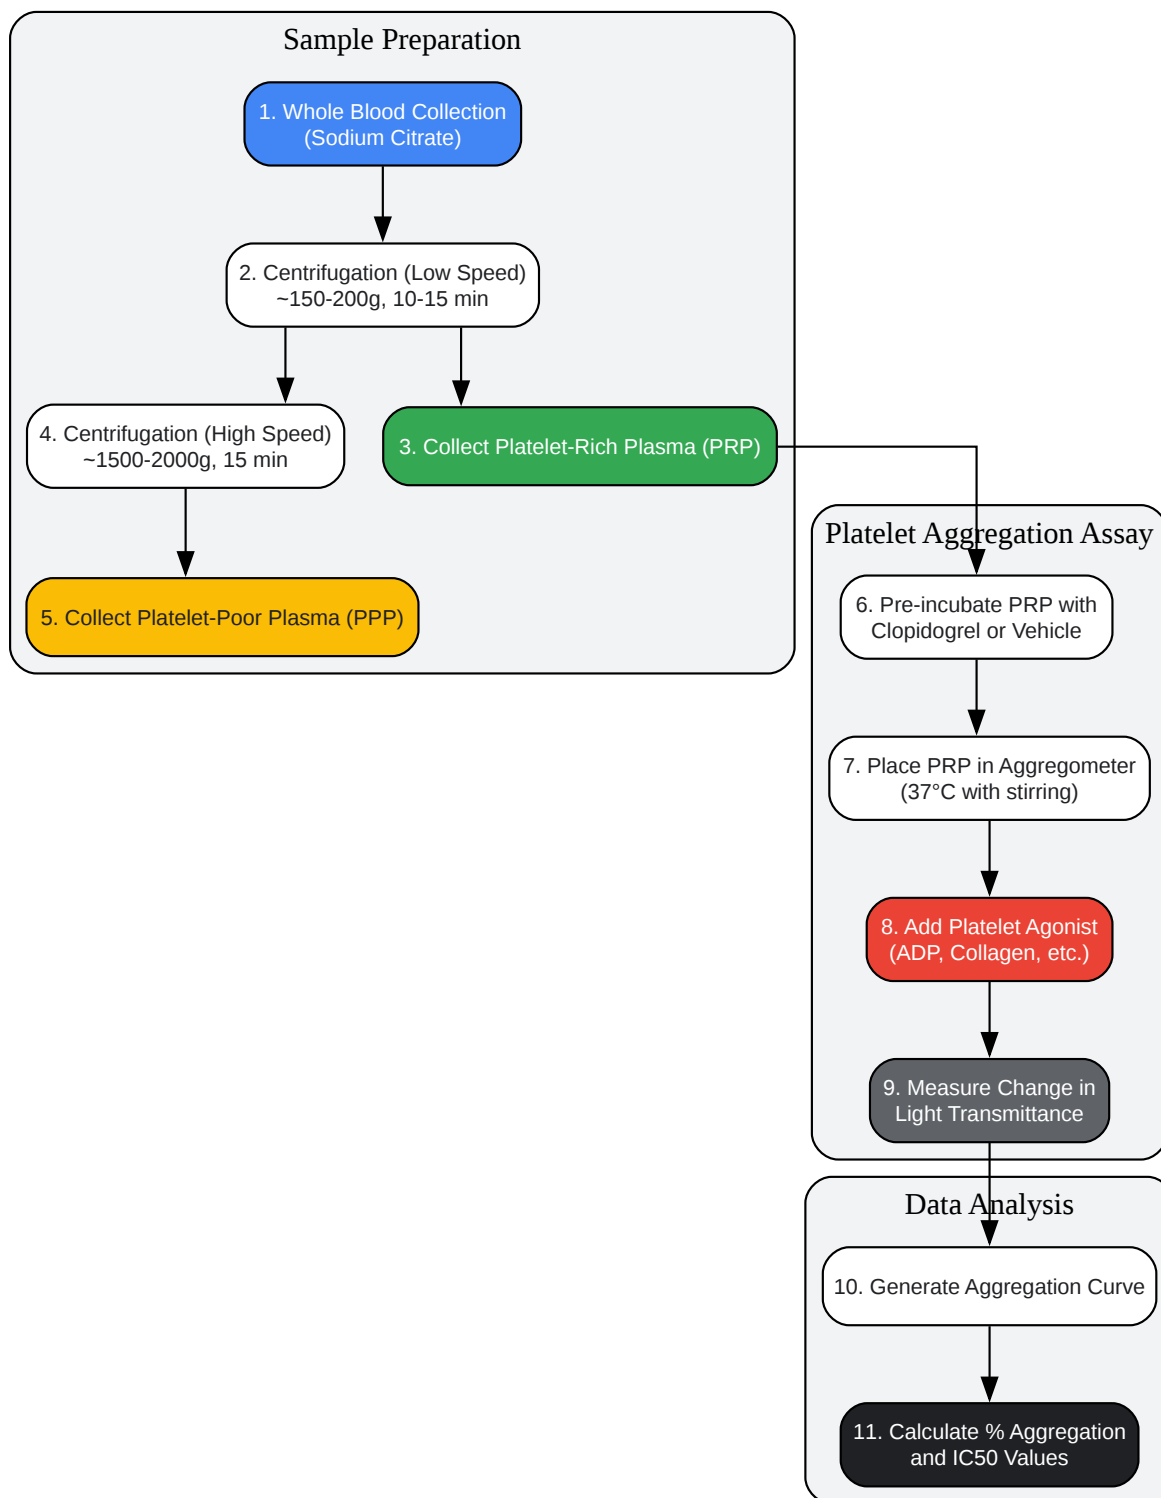 Sample Preparation
1. Whole Blood Collection
(Sodium Citrate)
2. Centrifugation (Low Speed)
~150-200g, 10-15 min
4. Centrifugation (High Speed)
~1500-2000g, 15 min
3. Collect Platelet-Rich Plasma (PRP)
5. Collect Platelet-Poor Plasma (PPP)
Platelet Aggregation Assay
6. Pre-incubate PRP with
Clopidogrel or Vehicle
7. Place PRP in Aggregometer
(37°C with stirring)
8. Add Platelet Agonist
(ADP, Collagen, etc.)
9. Measure Change in
Light Transmittance
Data Analysis
10. Generate Aggregation Curve
11. Calculate % Aggregation
and IC50 Values